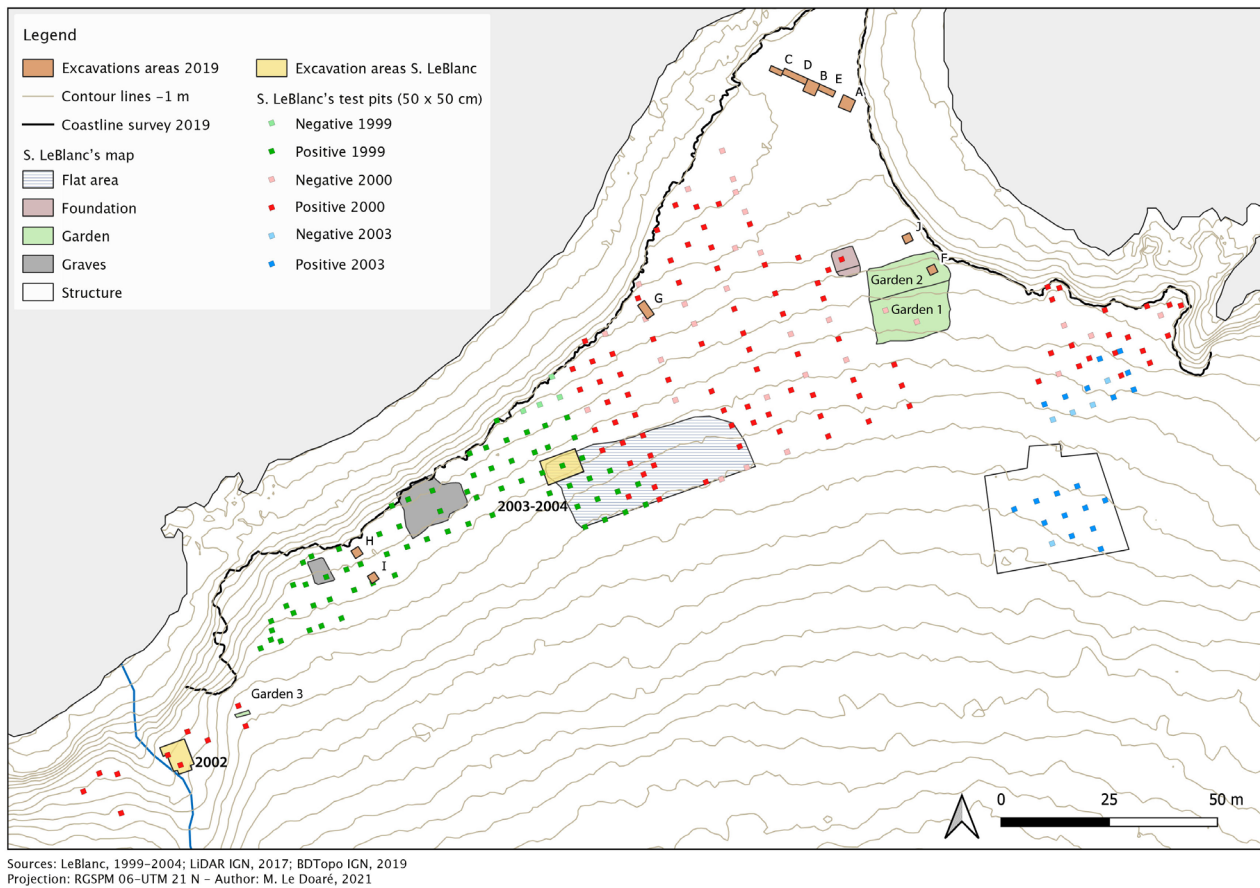 Legend
Excavations areas 2019
Contour lines -1 m
Coastline survey 2019
S. LeBlanc's map
Flat area
Foundation
Garden
Graves
Structure
Excavation areas S. LeBlanc
S. LeBlanc's test pits (50 x 50 cm)
Negative 1999
Positive 1999
Negative 2000
Positive 2000
Negative 2003
Positive 2003
C
D
B
E
A
J
F
Garden 2
Garden 1
G
2003-2004
H
I
Garden 3
2002
0
25
50 m
Sources: LeBlanc, 1999-2004; LiDAR IGN, 2017; BDTopo IGN, 2019
Projection: RGSPM 06-UTM 21 N - Author: M. Le Doaré, 2021